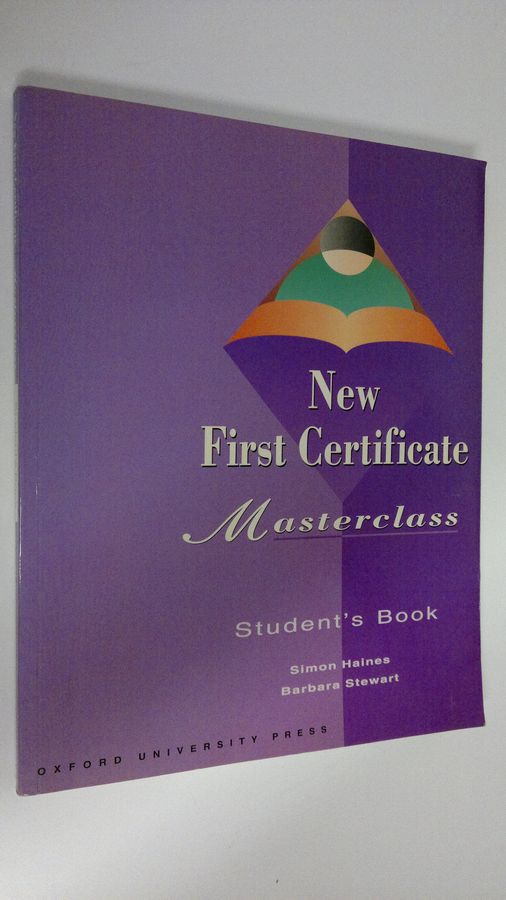 New
First Certificate
Masterclass
Student's Book
Simon Haines
Barbara Stewart
OXFORD UNIVERSITY PRESS